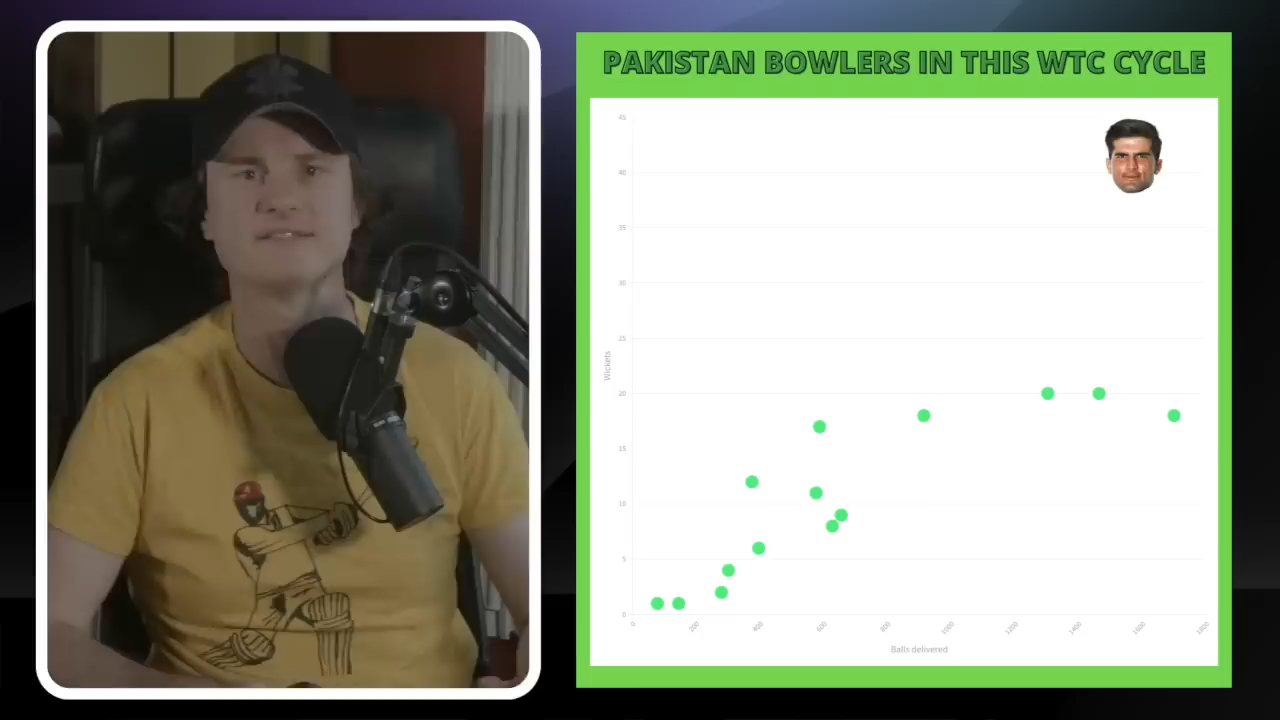 PAKISTAN BOWLERS IN THIS WTC CYCLE
45
40
35
30
25
20
15
10
5
0
Wickets
0 200 400 600 800 1000 1200 1400 1600 1800
Balls delivered